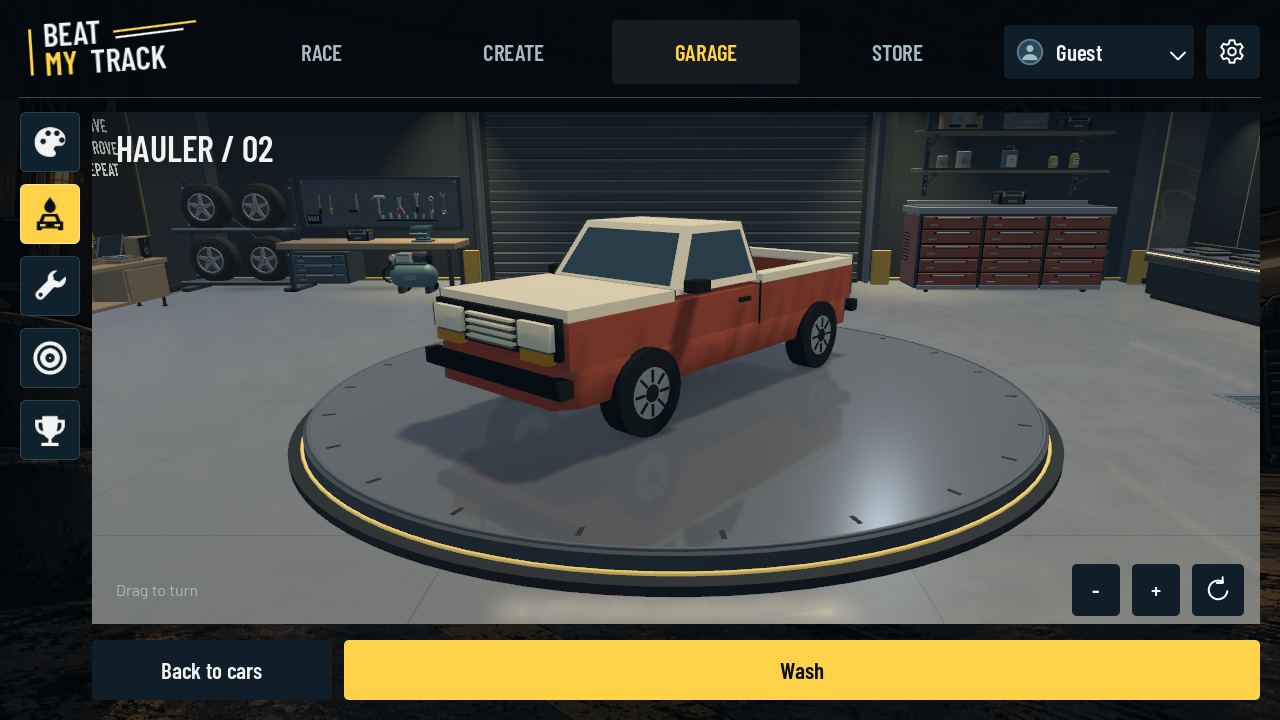 BEAT
MY TRACK
RACE
CREATE
GARAGE
STORE
Guest
HAULER / 02
Drag to turn
-
+
Back to cars
Wash